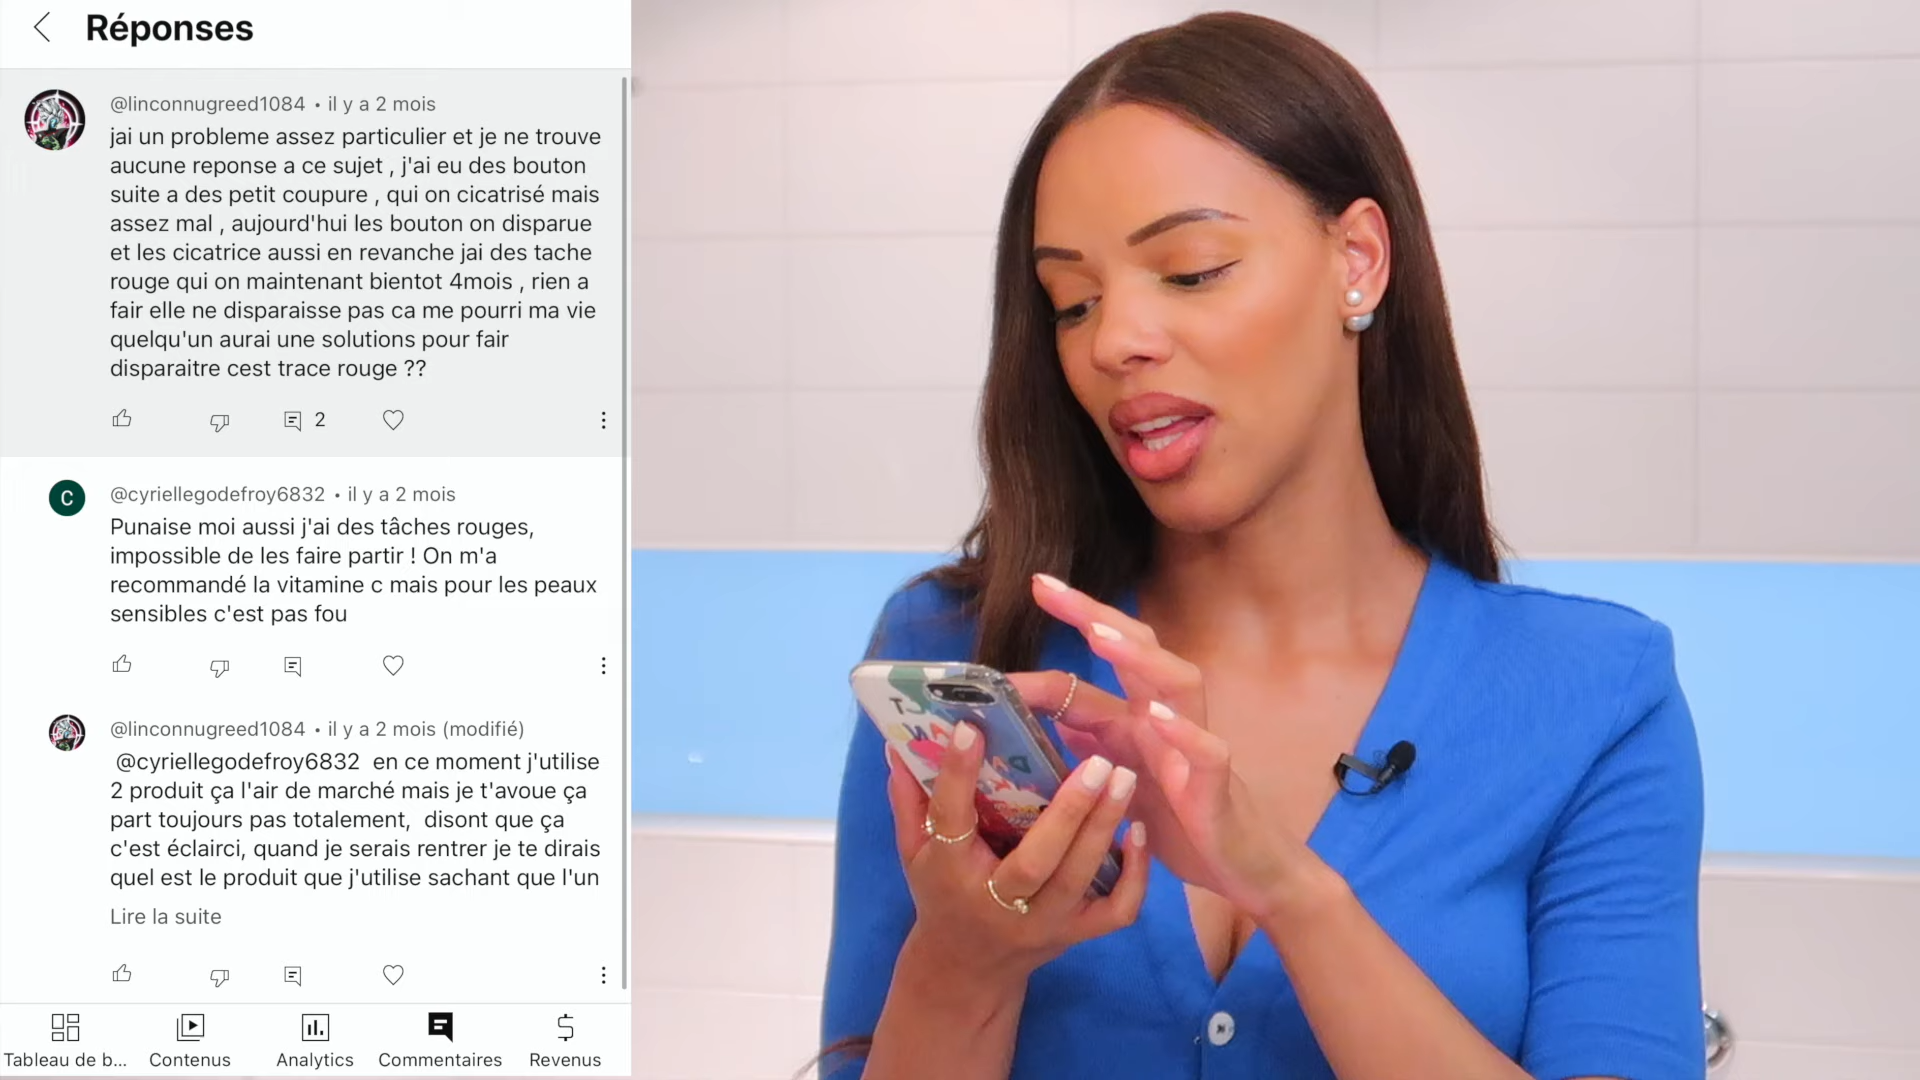 Réponses
@linconnugreed1084 • il y a 2 mois
jai un probleme assez particulier et je ne trouve
aucune reponse a ce sujet , j'ai eu des bouton
suite a des petit coupure , qui on cicatrisé mais
assez mal , aujourd'hui les bouton on disparue
et les cicatrice aussi en revanche jai des tache
rouge qui on maintenant bientot 4mois , rien a
fair elle ne disparaisse pas ca me pourri ma vie
quelqu'un aurai une solutions pour fair
disparaitre cest trace rouge ??
2
C
@cyriellegodefroy6832 • il y a 2 mois
Punaise moi aussi j'ai des tâches rouges,
impossible de les faire partir ! On m'a
recommandé la vitamine c mais pour les peaux
sensibles c'est pas fou
@linconnugreed1084 • il y a 2 mois (modifié)
@cyriellegodefroy6832 en ce moment j'utilise
2 produit ça l'air de marché mais je t'avoue ça
part toujours pas totalement, disont que ça
c'est éclairci, quand je serais rentrer je te dirais
quel est le produit que j'utilise sachant que l'un
Lire la suite
Tableau de b... Contenus Analytics Commentaires Revenus